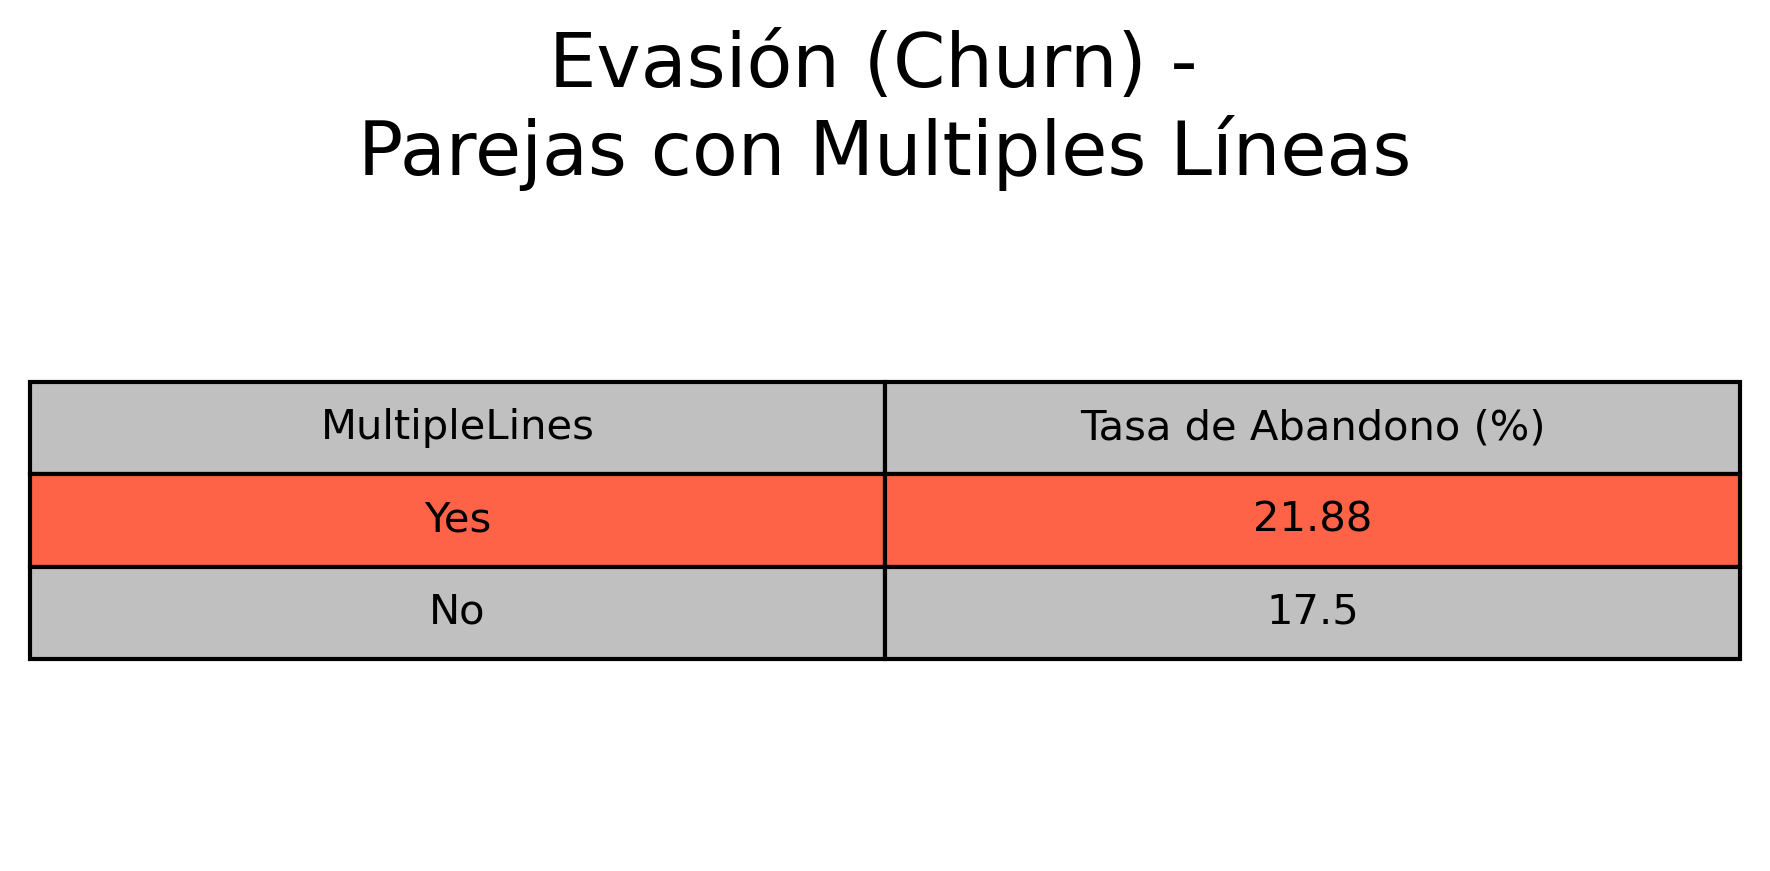 Evasión (Churn) -
Parejas con Multiples Líneas
MultipleLines Tasa de Abandono (%)
Yes 21.88
No 17.5